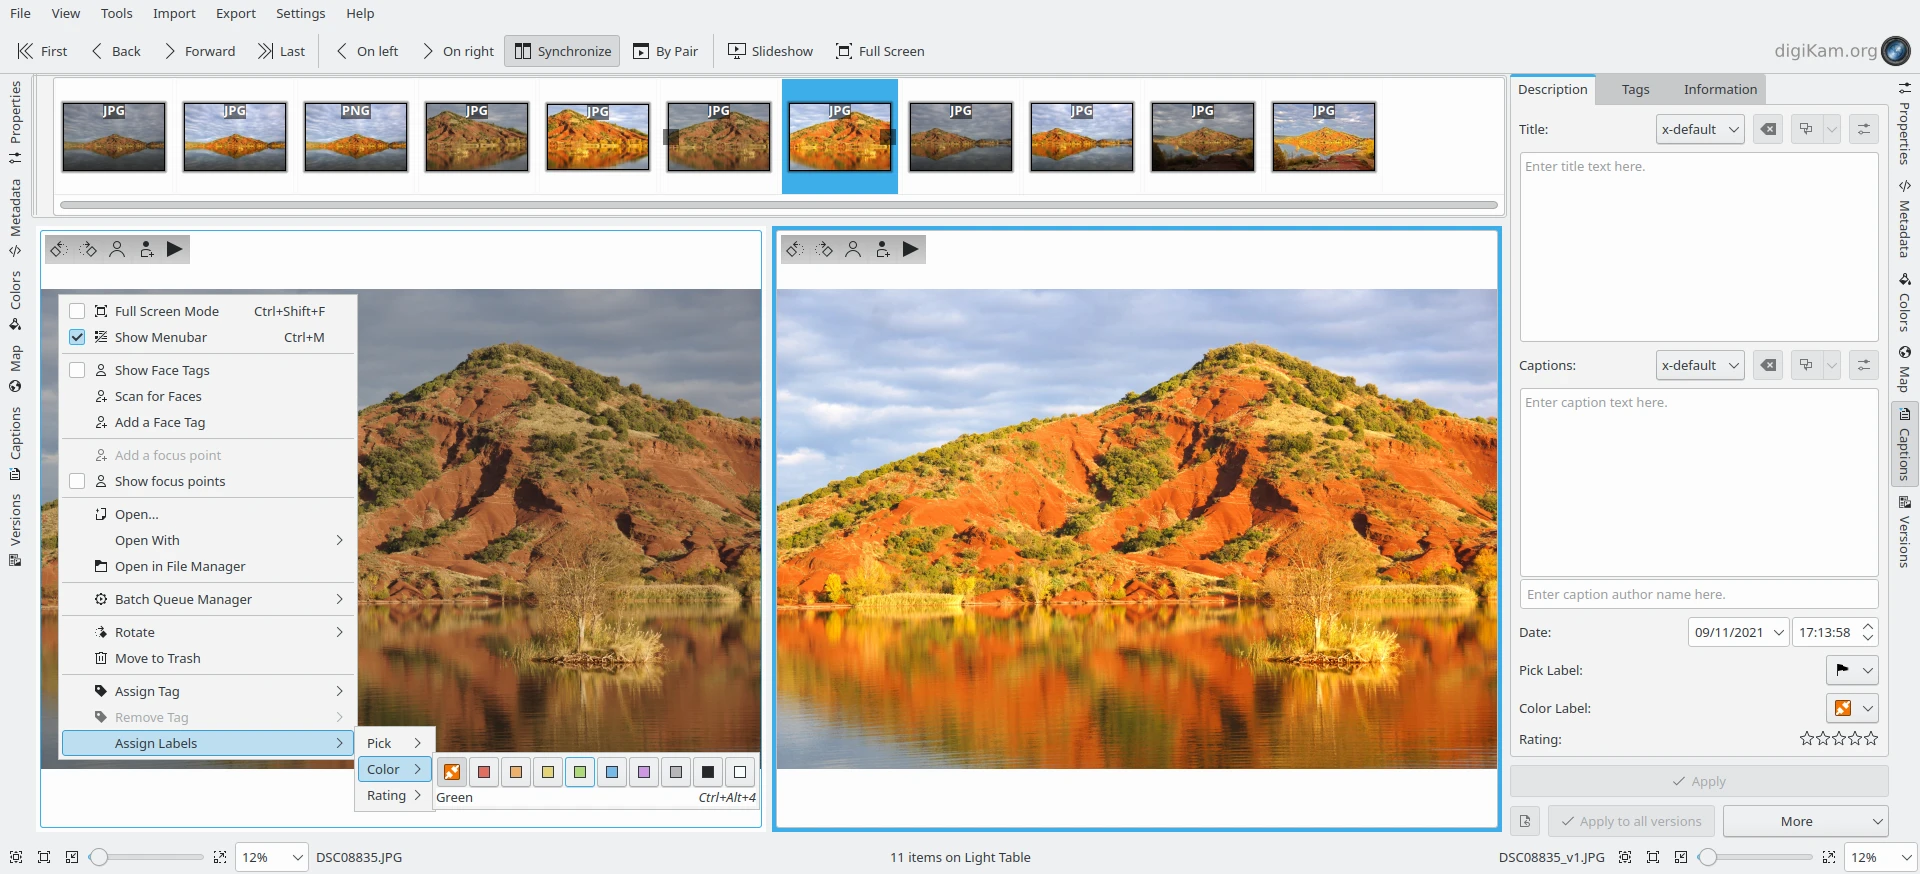 File View Tools Import Export Settings Help
First Back Forward Last On left On right Synchronize By Pair Slideshow Full Screen digiKam.org
JPG JPG PNG JPG JPG JPG JPG JPG JPG JPG JPG
Properties
Metadata
Colors
Map
Captions
Versions
Full Screen Mode Ctrl+Shift+F
Show Menubar Ctrl+M
Show Face Tags
Scan for Faces
Add a Face Tag
Add a focus point
Show focus points
Open...
Open With
Open in File Manager
Batch Queue Manager
Rotate
Move to Trash
Assign Tag
Remove Tag
Assign Labels
Pick
Color
Rating
Green Ctrl+Alt+4
Description Tags Information
Title: x-default
Enter title text here.
Captions: x-default
Enter caption text here.
Enter caption author name here.
Date: 09/11/2021 17:13:58
Pick Label:
Color Label:
Rating:
Apply
Apply to all versions More
Properties
Metadata
Colors
Map
Captions
Versions
12% DSC08835.JPG 11 items on Light Table DSC08835_v1.JPG 12%